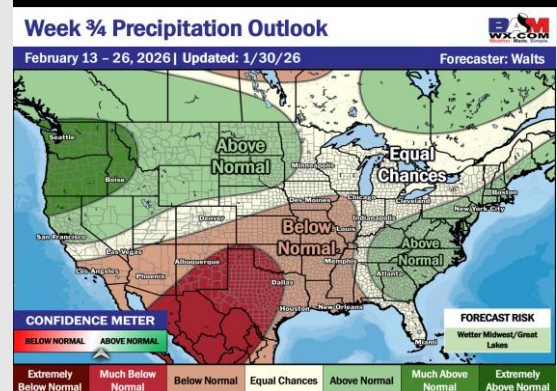 Week ¾ Precipitation Outlook
BAM
WX.COM
Weather. Made. Simple.
February 13 – 26, 2026 | Updated: 1/30/26
Forecaster: Walts
Seattle
Boise
Above
Normal
Minneapolis
Equal
Chances
Boston
Des Moines
Chicago
Cleveland
New York City
San Francisco
Denver
Indianapolis
Las Vegas
Below
Normal
St. Louis
Los Angeles
Phoenix
Albuquerque
Memphis
Above
Normal
Atlanta
Dallas
Houston
New Orleans
Miami
CONFIDENCE METER
BELOW NORMAL
ABOVE NORMAL
FORECAST RISK
Wetter Midwest/Great
Lakes
Extremely
Below Normal
Much Below
Normal
Below Normal
Equal Chances
Above Normal
Much Above
Normal
Extremely
Above Normal